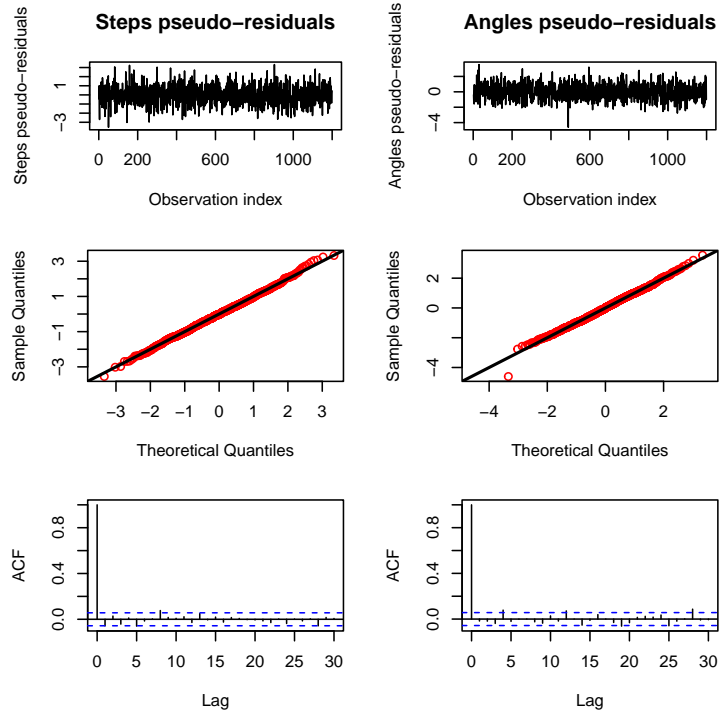 Steps pseudo−residuals
Angles pseudo−residuals
Steps pseudo−residuals
1
−3
0 200 600 1000
Observation index
Angles pseudo−residuals
0
−4
0 200 600 1000
Observation index
Sample Quantiles
3
1
−1
−3
−3 −2 −1 0 1 2 3
Theoretical Quantiles
Sample Quantiles
2
0
−4
−4 −2 0 2
Theoretical Quantiles
ACF
0.8
0.4
0.0
0 5 10 15 20 25 30
Lag
ACF
0.8
0.4
0.0
0 5 10 15 20 25 30
Lag